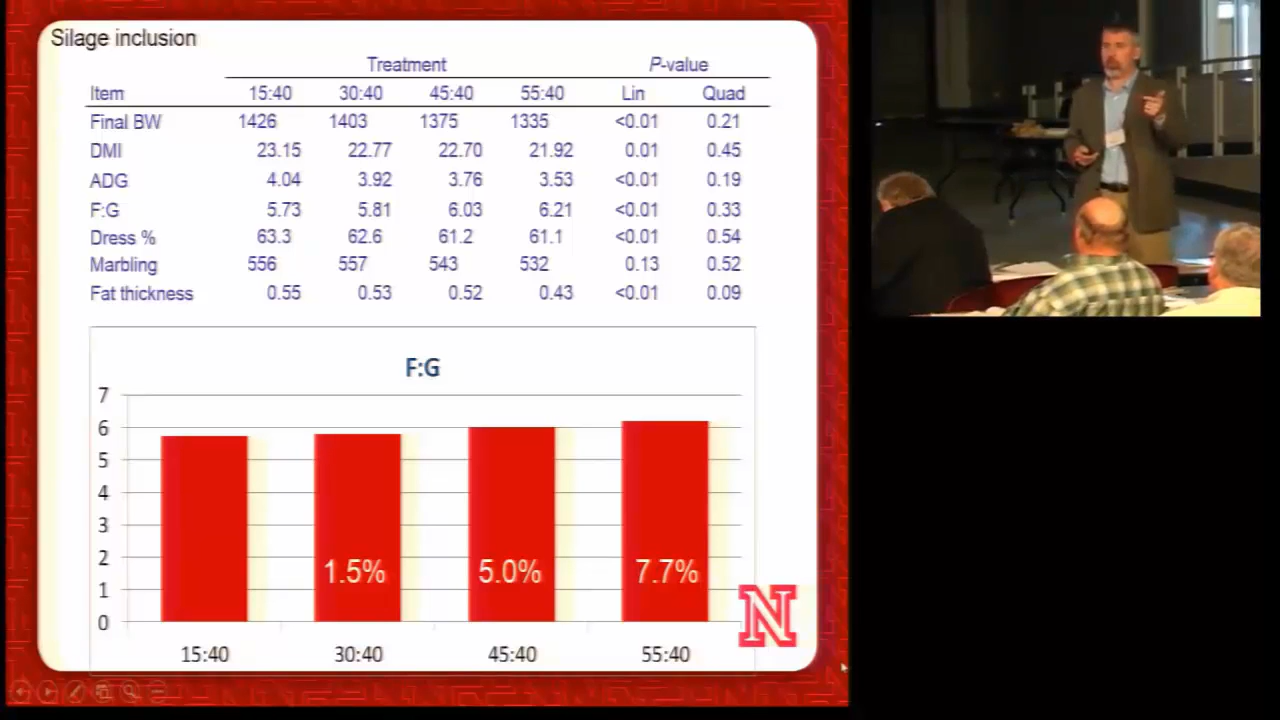 Silage inclusion
Treatment P-value
Item 15:40 30:40 45:40 55:40 Lin Quad
Final BW 1426 1403 1375 1335 <0.01 0.21
DMI 23.15 22.77 22.70 21.92 0.01 0.45
ADG 4.04 3.92 3.76 3.53 <0.01 0.19
F:G 5.73 5.81 6.03 6.21 <0.01 0.33
Dress % 63.3 62.6 61.2 61.1 <0.01 0.54
Marbling 556 557 543 532 0.13 0.52
Fat thickness 0.55 0.53 0.52 0.43 <0.01 0.09
F:G
7
6
5
4
3
2
1
0
1.5% 5.0% 7.7%
N
15:40 30:40 45:40 55:40